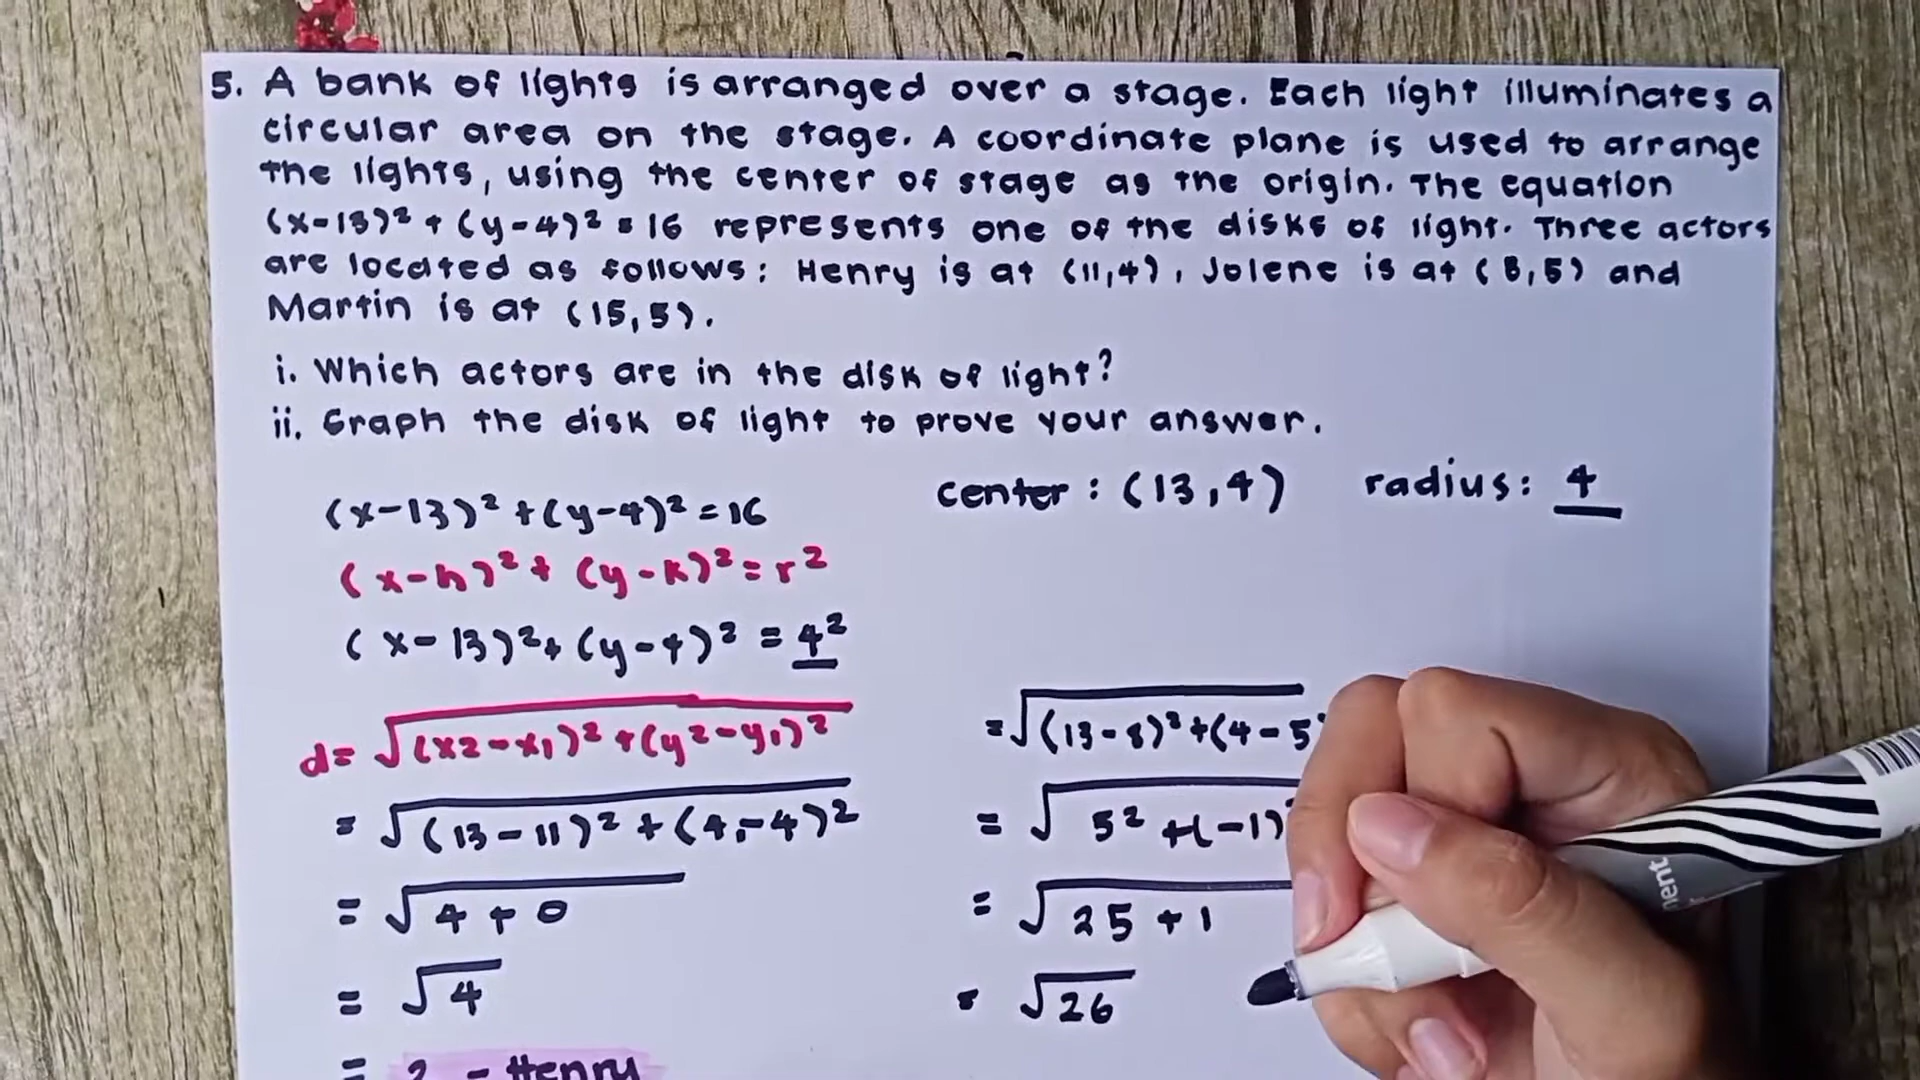 5. A bank of lights is arranged over a stage. Each light illuminates a
circular area on the stage. A coordinate plane is used to arrange
the lights, using the center of stage as the origin. The equation
(x-13)² + (y-4)² = 16 represents one of the disks of light. Three actors
are located as follows: Henry is at (11,4), Jolene is at (8,5) and
Martin is at (15,5).
i. Which actors are in the disk of light?
ii. Graph the disk of light to prove your answer.
center : (13,4) radius: 4
(x-13)² + (y-4)² = 16
(x-h)² + (y-k)² = r²
(x-13)² + (y-4)² = 4²
d= √(x2-x1)² + (y2-y1)²
= √(13-11)² + (4-4)²
= √4+0
= √4
= 2 - Henry
= √(13-8)² + (4-5
= √5² + (-1)
= √25 + 1
= √26
nent